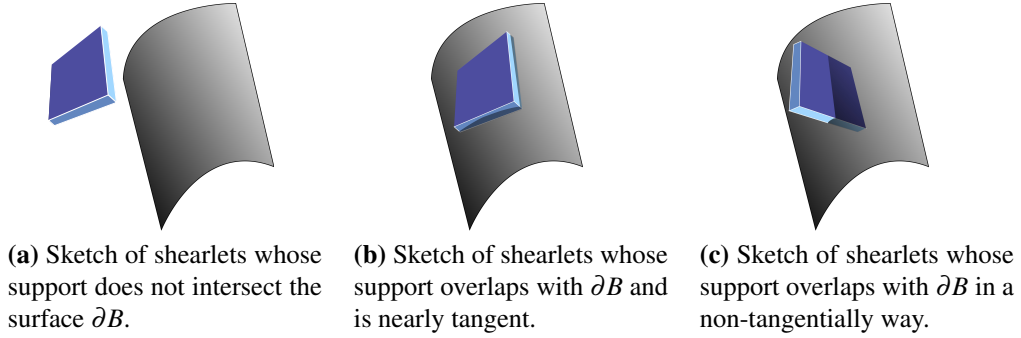 (a) Sketch of shearlets whose
support does not intersect the
surface ∂B.
(b) Sketch of shearlets whose
support overlaps with ∂B and
is nearly tangent.
(c) Sketch of shearlets whose
support overlaps with ∂B in a
non-tangentially way.